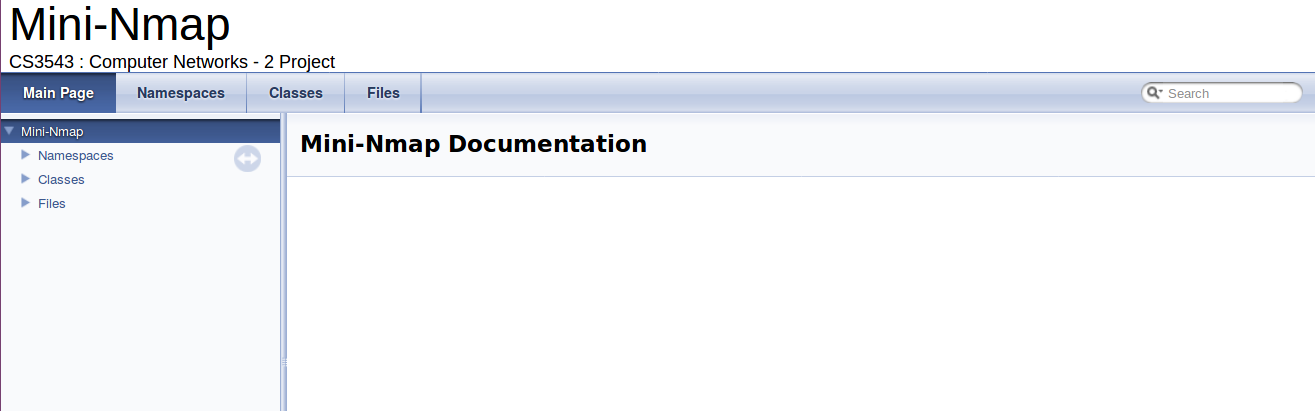 Mini-Nmap
CS3543 : Computer Networks - 2 Project
Main Page Namespaces Classes Files Search
Mini-Nmap
Namespaces
Classes
Files
Mini-Nmap Documentation